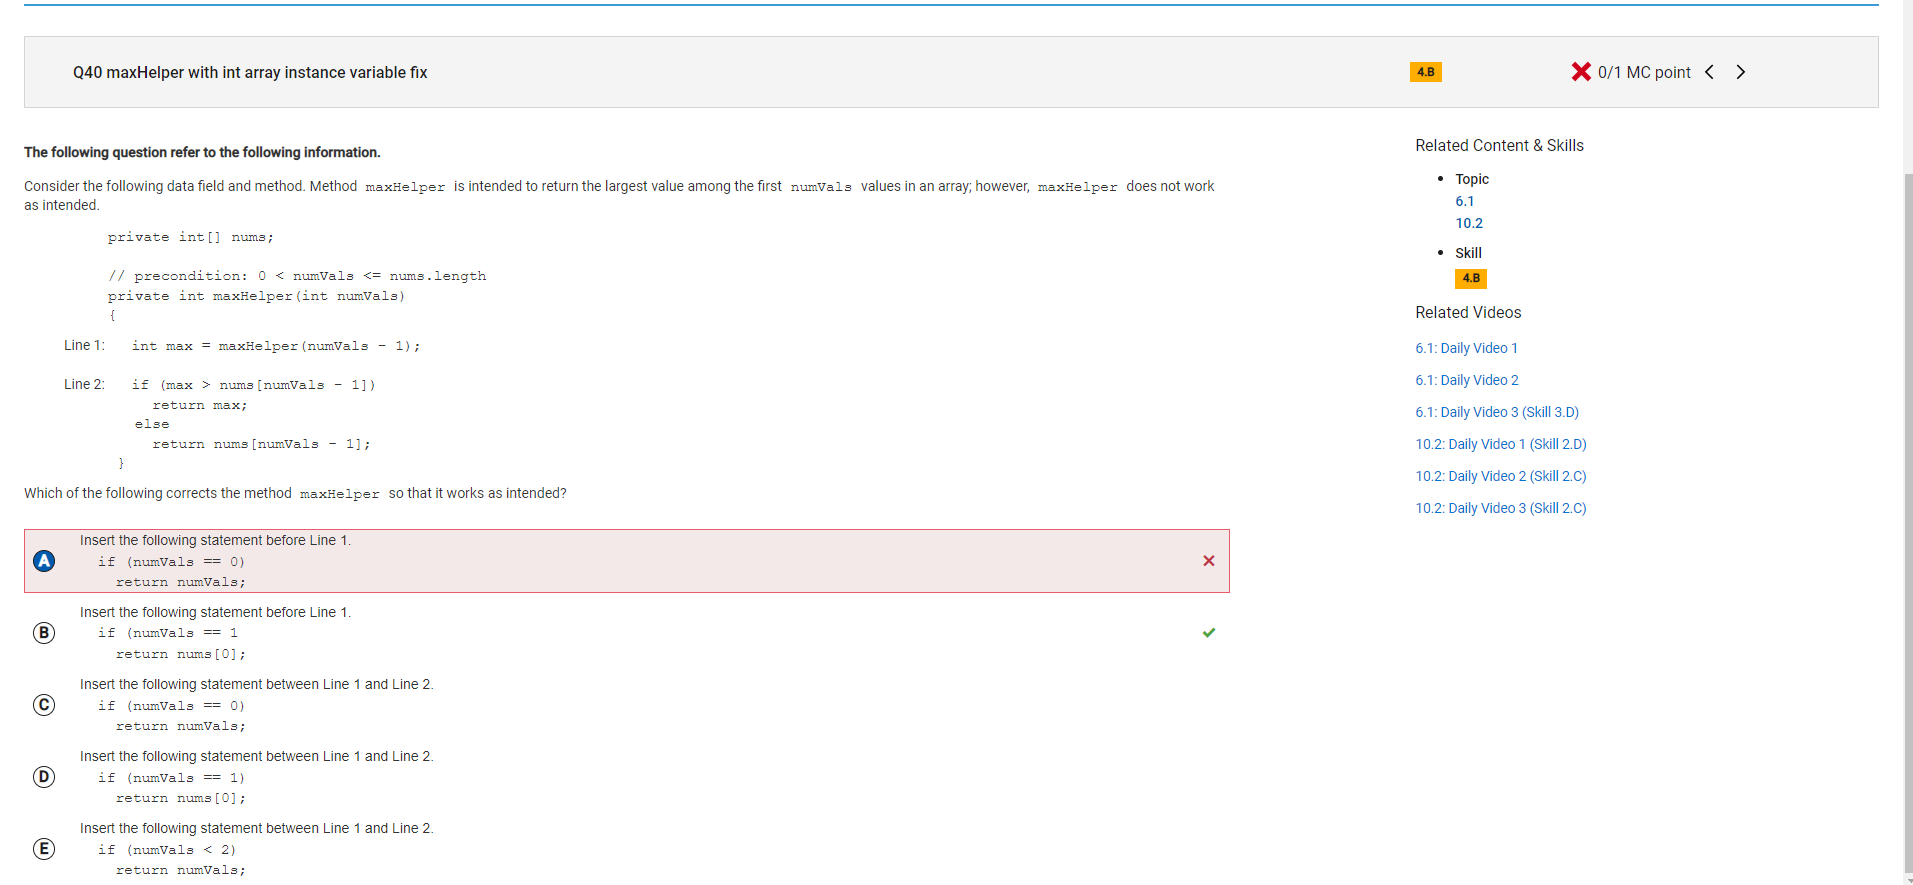 Q40 maxHelper with int array instance variable fix
4.B
0/1 MC point
The following question refer to the following information.
Consider the following data field and method. Method maxHelper is intended to return the largest value among the first numVals values in an array; however, maxHelper does not work
as intended.
private int[] nums;
// precondition: 0 < numVals <= nums.length
private int maxHelper(int numVals)
{
Line 1: int max = maxHelper(numVals - 1);
Line 2: if (max > nums[numVals - 1])
return max;
else
return nums[numVals - 1];
}
Which of the following corrects the method maxHelper so that it works as intended?
A
Insert the following statement before Line 1.
if (numVals == 0)
return numVals;
B
Insert the following statement before Line 1.
if (numVals == 1
return nums[0];
C
Insert the following statement between Line 1 and Line 2.
if (numVals == 0)
return numVals;
D
Insert the following statement between Line 1 and Line 2.
if (numVals == 1)
return nums[0];
E
Insert the following statement between Line 1 and Line 2.
if (numVals < 2)
return numVals;
Related Content & Skills
Topic
6.1
10.2
Skill
4.B
Related Videos
6.1: Daily Video 1
6.1: Daily Video 2
6.1: Daily Video 3 (Skill 3.D)
10.2: Daily Video 1 (Skill 2.D)
10.2: Daily Video 2 (Skill 2.C)
10.2: Daily Video 3 (Skill 2.C)